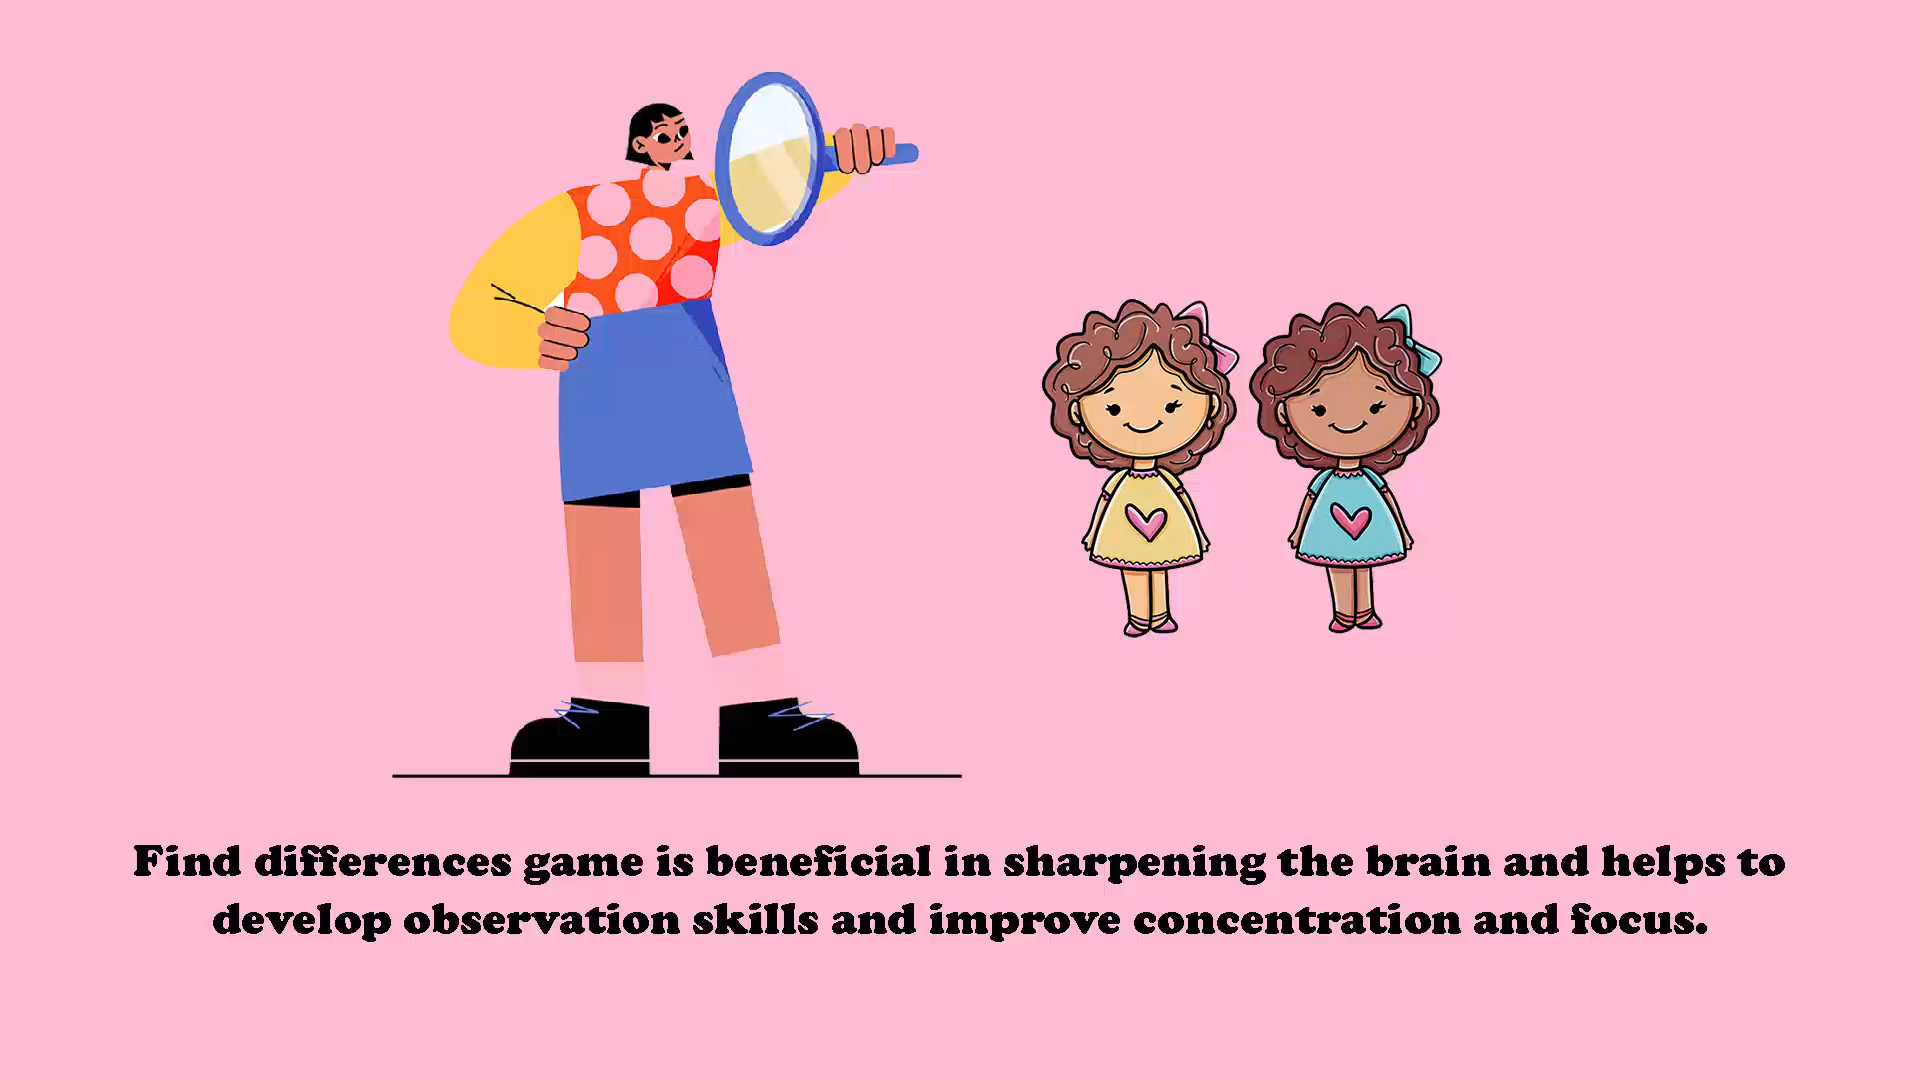 Find differences game is beneficial in sharpening the brain and helps to
develop observation skills and improve concentration and focus.